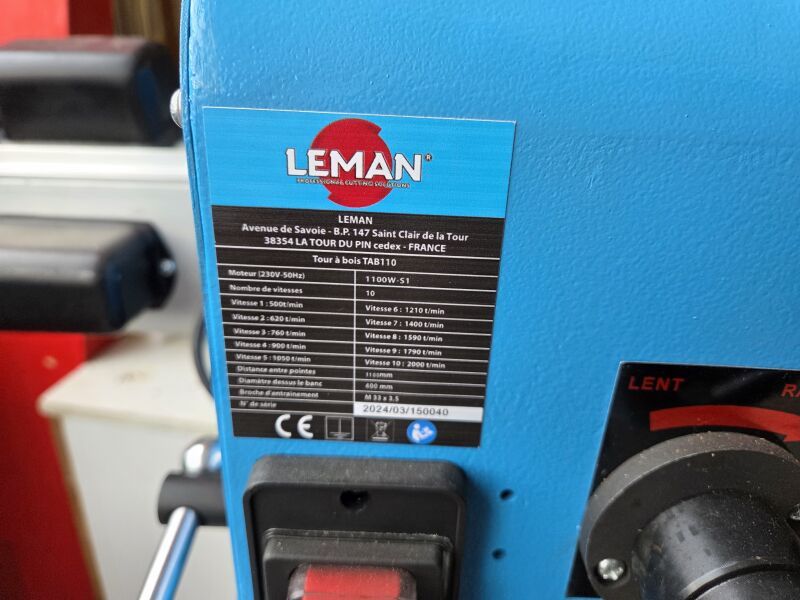 LEMAN®
PROFESSIONAL CUTTING SOLUTIONS
LEMAN
Avenue de Savoie - B.P. 147 Saint Clair de la Tour
38354 LA TOUR DU PIN cedex - FRANCE
Tour à bois TAB110
Moteur (230V-50Hz) 1100W-S1
Nombre de vitesses 10
Vitesse 1 : 500t/min Vitesse 6 : 1210 t/min
Vitesse 2 : 620 t/min Vitesse 7 : 1400 t/min
Vitesse 3 : 760 t/min Vitesse 8 : 1590 t/min
Vitesse 4 : 900 t/min Vitesse 9 : 1790 t/min
Vitesse 5 : 1050 t/min Vitesse 10 : 2000 t/min
Distance entre pointes 1160mm
Diamètre dessus le banc 400 mm
Broche d'entrainement M 33 x 3.5
N° de série 2024/03/150040
CE
LENT RA